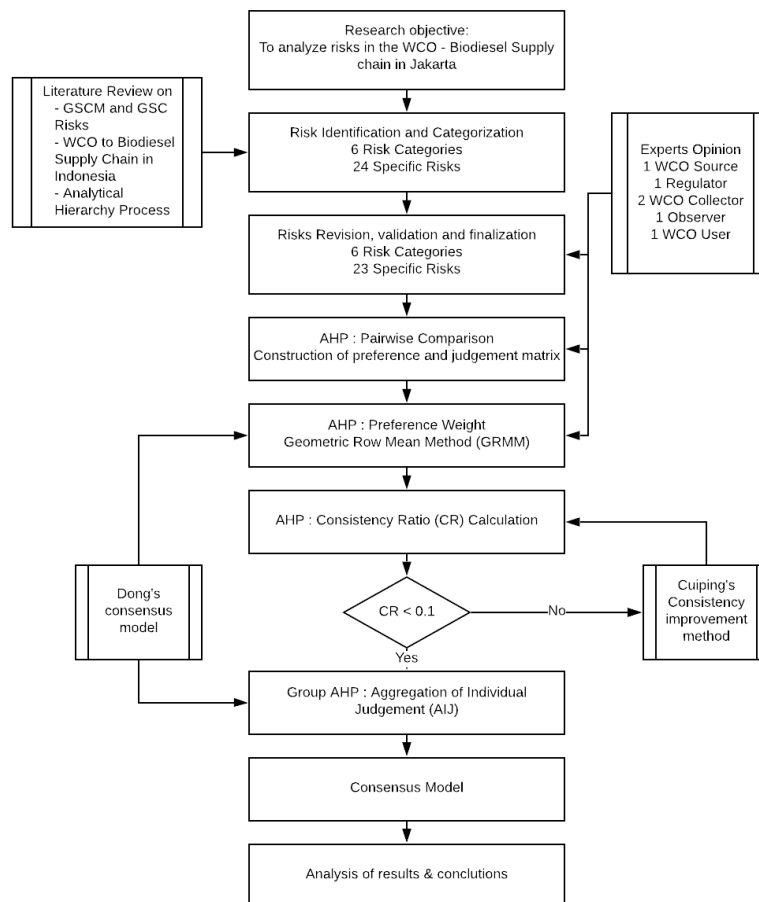 Research objective:
To analyze risks in the WCO - Biodiesel Supply
chain in Jakarta
Literature Review on
- GSCM and GSC
Risks
- WCO to Biodiesel
Supply Chain in
Indonesia
- Analytical
Hierarchy Process
Risk Identification and Categorization
6 Risk Categories
24 Specific Risks
Experts Opinion
1 WCO Source
1 Regulator
2 WCO Collector
1 Observer
1 WCO User
Risks Revision, validation and finalization
6 Risk Categories
23 Specific Risks
AHP : Pairwise Comparison
Construction of preference and judgement matrix
AHP : Preference Weight
Geometric Row Mean Method (GRMM)
AHP : Consistency Ratio (CR) Calculation
Dong's
consensus
model
CR < 0.1
No
Cuiping's
Consistency
improvement
method
Yes
Group AHP : Aggregation of Individual
Judgement (AIJ)
Consensus Model
Analysis of results & conclutions